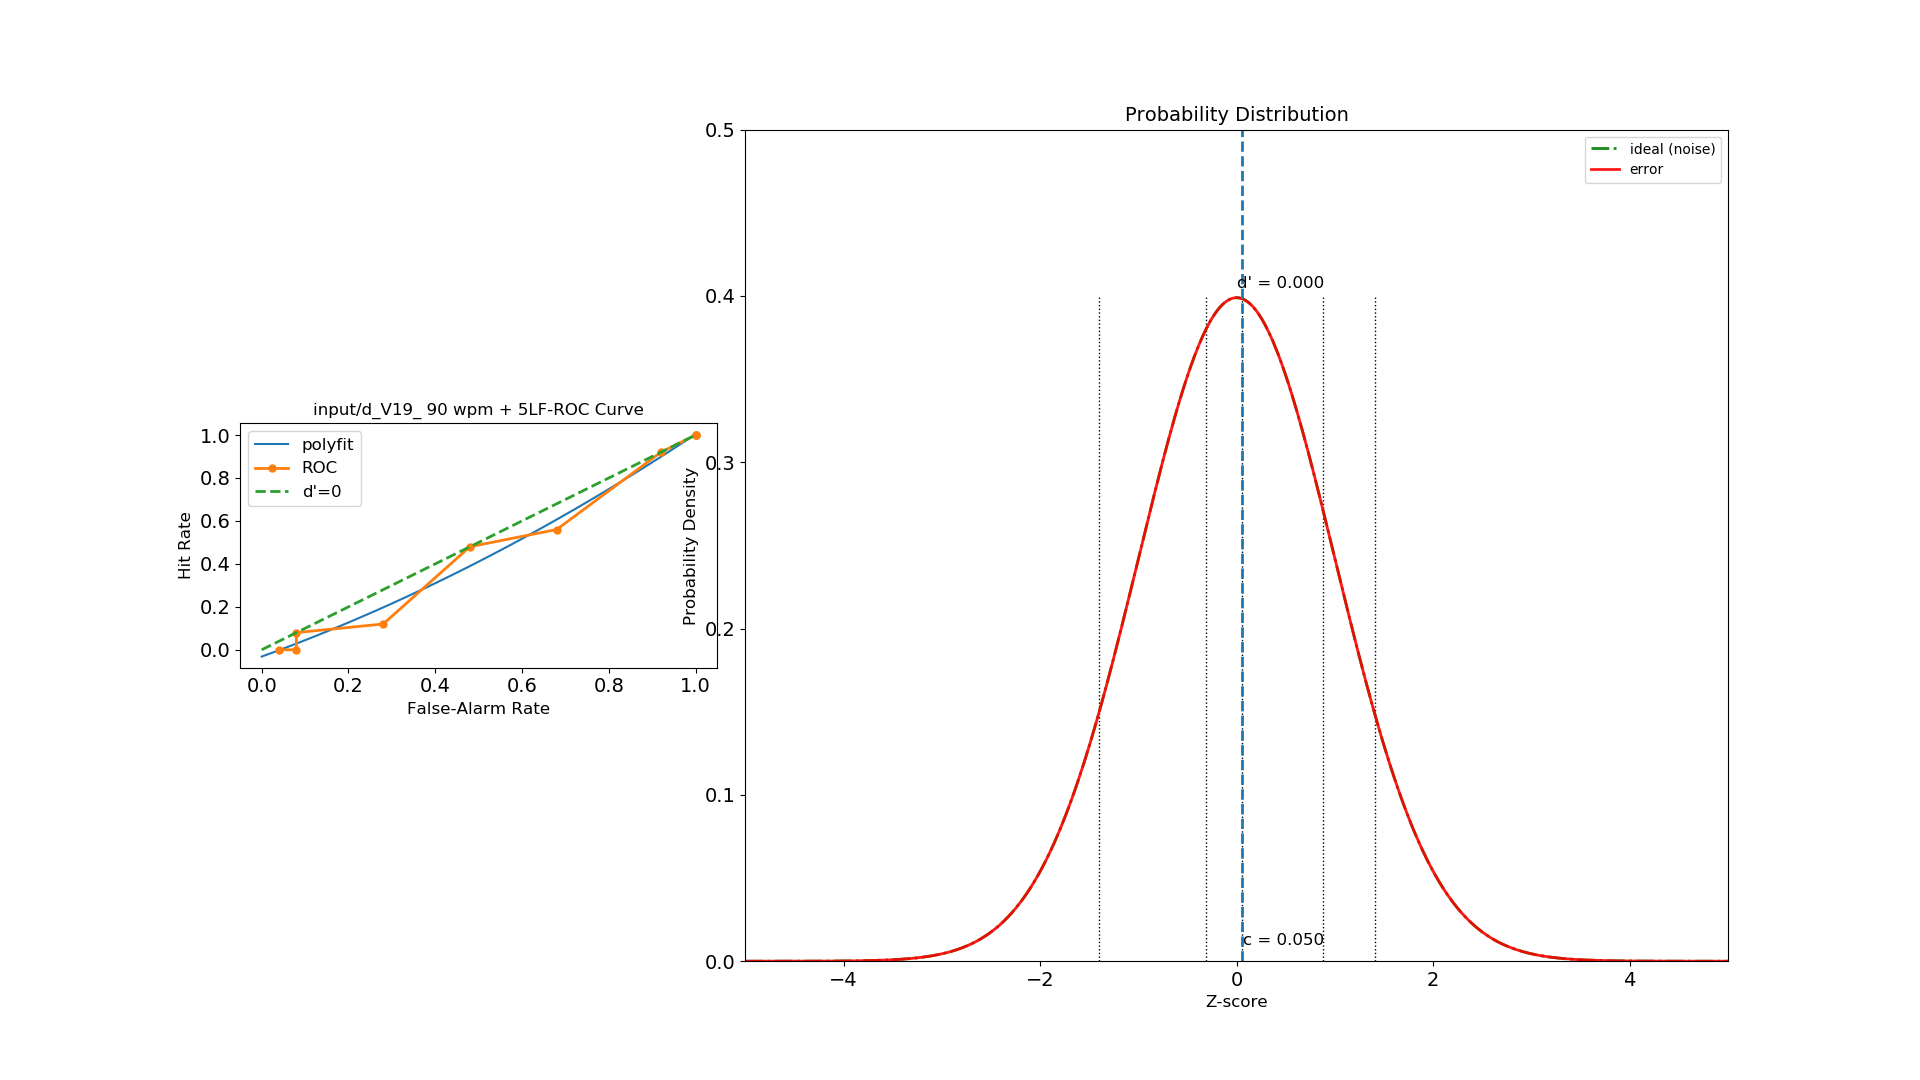 input/d_V19_ 90 wpm + 5LF-ROC Curve
polyfit
ROC
d'=0
1.0
0.8
0.6
0.4
0.2
0.0
Hit Rate
0.0 0.2 0.4 0.6 0.8 1.0
False-Alarm Rate
Probability Distribution
ideal (noise)
error
0.5
0.4
0.3
0.2
0.1
0.0
Probability Density
d' = 0.000
c = 0.050
−4 −2 0 2 4
Z-score